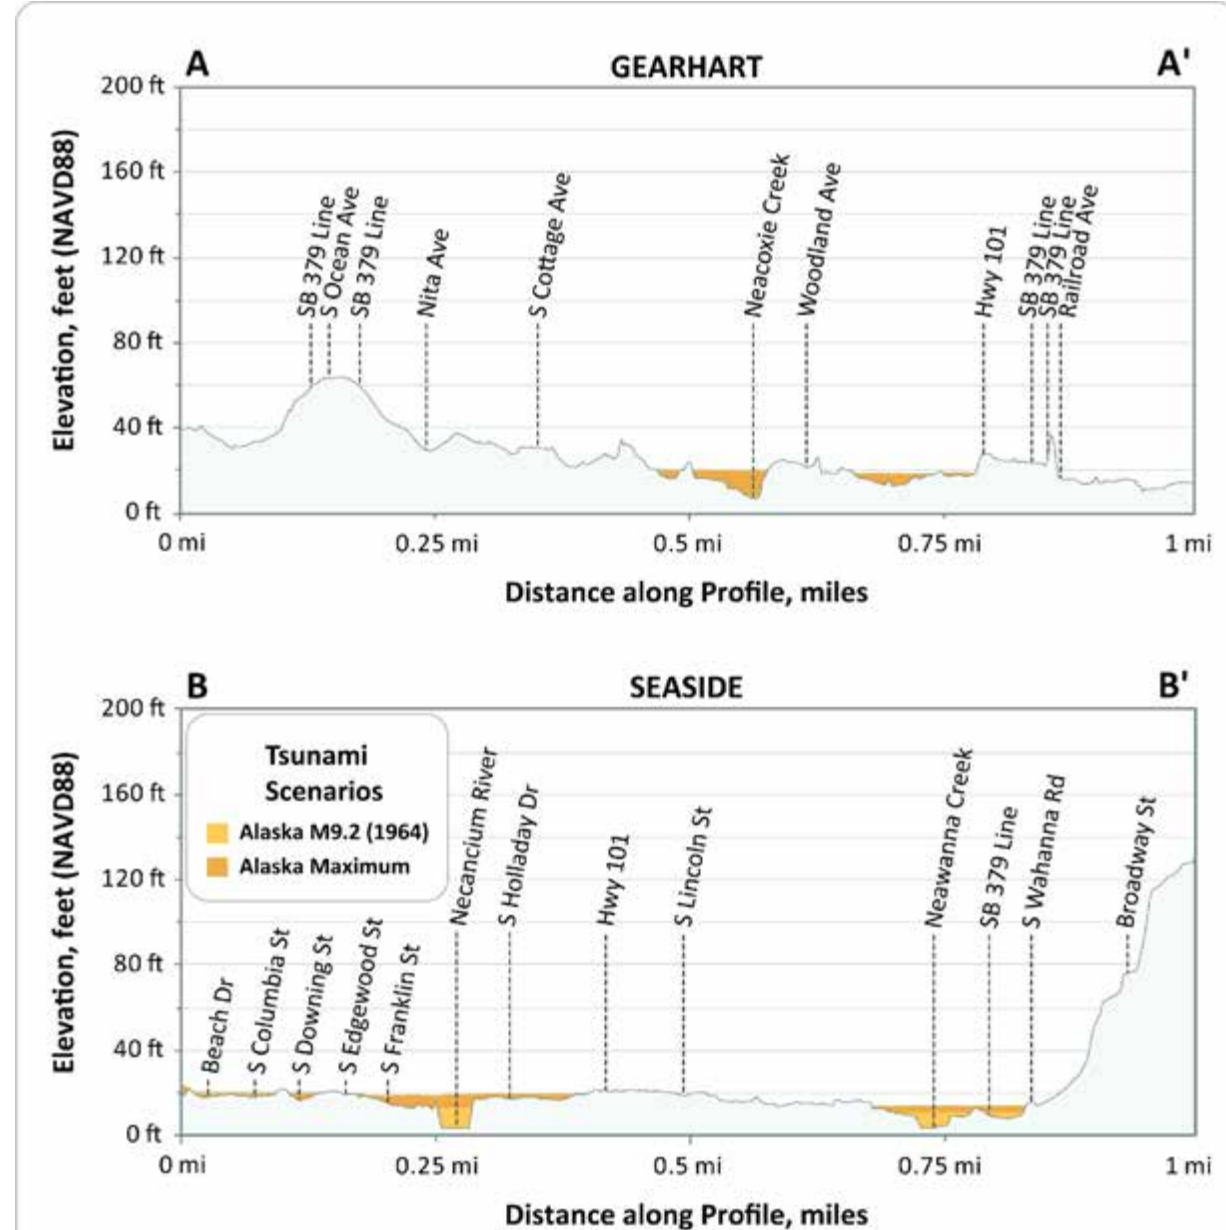 A
GEARHART
A'
Elevation, feet (NAVD88)
200 ft
160 ft
120 ft
80 ft
40 ft
0 ft
SB 379 Line
S Ocean Ave
SB 379 Line
Nita Ave
S Cottage Ave
Neacoxie Creek
Woodland Ave
Hwy 101
SB 379 Line
SB 379 Line
Railroad Ave
0 mi
0.25 mi
0.5 mi
0.75 mi
1 mi
Distance along Profile, miles
B
SEASIDE
B'
Elevation, feet (NAVD88)
200 ft
160 ft
120 ft
80 ft
40 ft
0 ft
Tsunami
Scenarios
Alaska M9.2 (1964)
Alaska Maximum
Beach Dr
S Columbia St
S Downing St
S Edgewood St
S Franklin St
Necancium River
S Holladay Dr
Hwy 101
S Lincoln St
Neawanna Creek
SB 379 Line
S Wahanna Rd
Broadway St
0 mi
0.25 mi
0.5 mi
0.75 mi
1 mi
Distance along Profile, miles